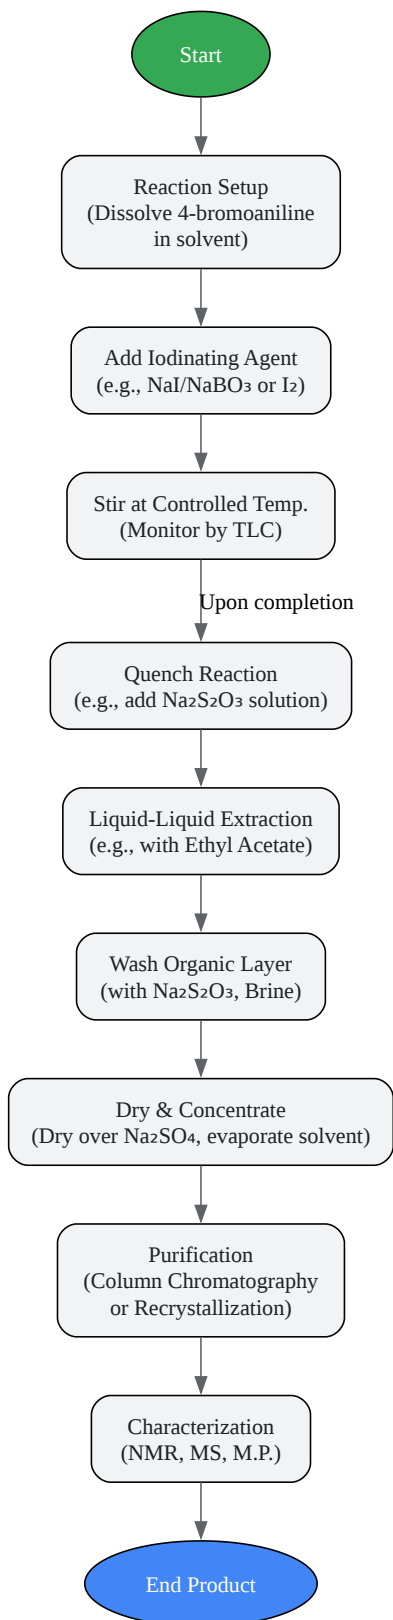 Start
Reaction Setup
(Dissolve 4-bromoaniline
in solvent)
Add Iodinating Agent
(e.g., NaI/NaBO₃ or I₂)
Stir at Controlled Temp.
(Monitor by TLC)
Upon completion
Quench Reaction
(e.g., add Na₂S₂O₃ solution)
Liquid-Liquid Extraction
(e.g., with Ethyl Acetate)
Wash Organic Layer
(with Na₂S₂O₃, Brine)
Dry & Concentrate
(Dry over Na₂SO₄, evaporate solvent)
Purification
(Column Chromatography
or Recrystallization)
Characterization
(NMR, MS, M.P.)
End Product